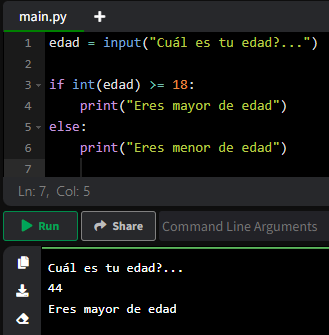 main.py +
1 edad = input("Cuál es tu edad?...")
2
3 if int(edad) >= 18:
4     print("Eres mayor de edad")
5 else:
6     print("Eres menor de edad")
7
Ln: 7, Col: 5
Run Share Command Line Arguments
Cuál es tu edad?...
44
Eres mayor de edad